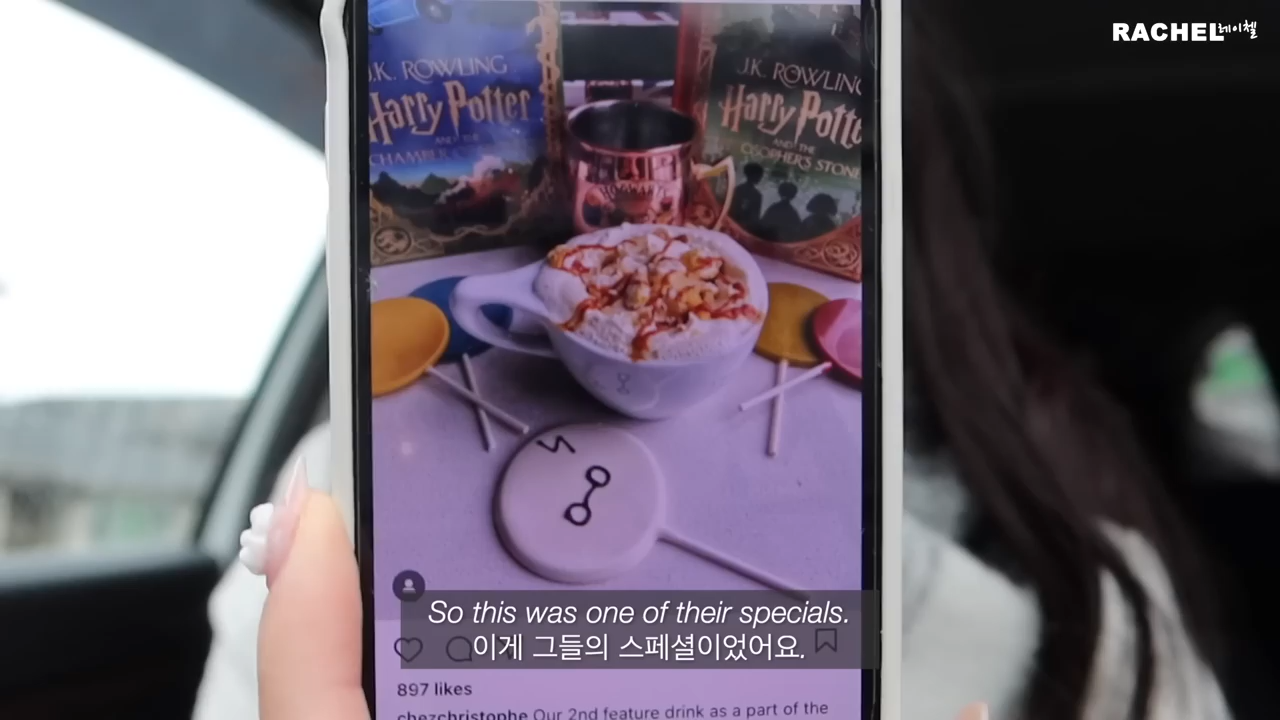 RACHEL레이첼
J.K. ROWLING
Harry Potter
AND THE
CHAMBER
J.K. ROWLING
Harry Potte
AND THE
OSOPHER'S STONE
So this was one of their specials.
이게 그들의 스페셜이었어요.
897 likes
chezchristophe Our 2nd feature drink as a part of the